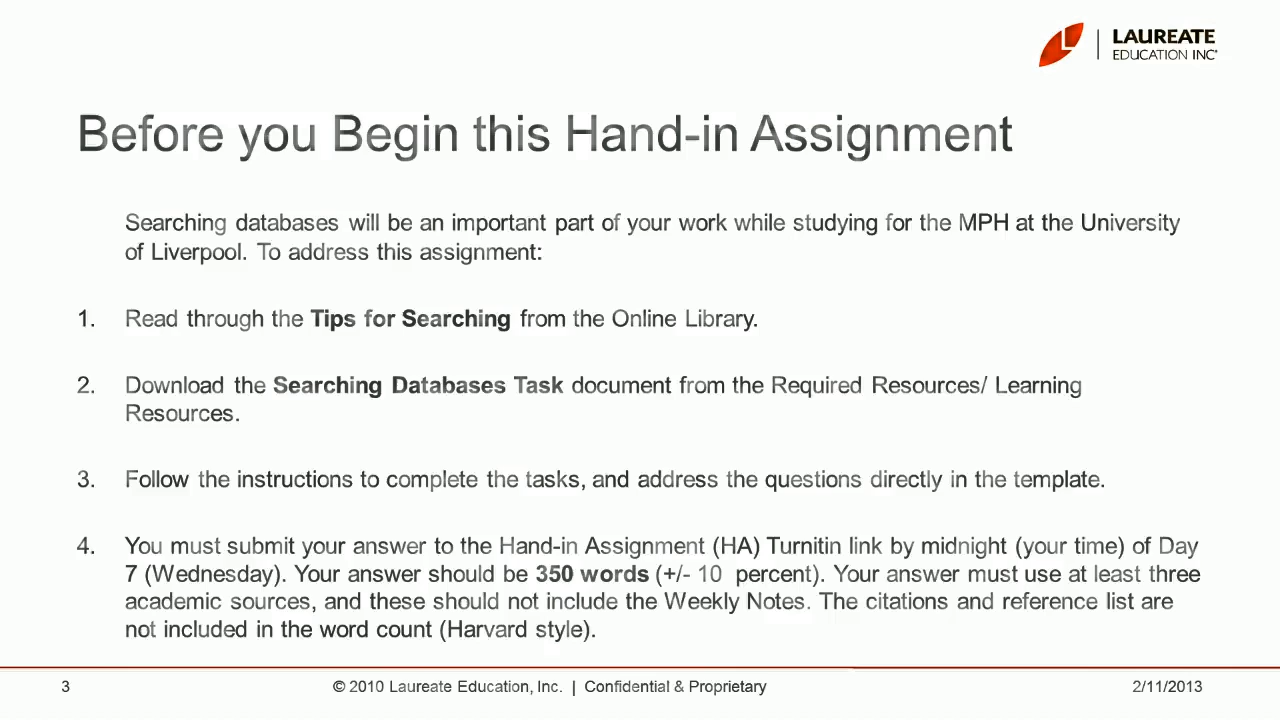 LAUREATE
EDUCATION INC
Before you Begin this Hand-in Assignment
Searching databases will be an important part of your work while studying for the MPH at the University
of Liverpool. To address this assignment:
1. Read through the Tips for Searching from the Online Library.
2. Download the Searching Databases Task document from the Required Resources/ Learning
Resources.
3. Follow the instructions to complete the tasks, and address the questions directly in the template.
4. You must submit your answer to the Hand-in Assignment (HA) Turnitin link by midnight (your time) of Day
7 (Wednesday). Your answer should be 350 words (+/- 10 percent). Your answer must use at least three
academic sources, and these should not include the Weekly Notes. The citations and reference list are
not included in the word count (Harvard style).
3 © 2010 Laureate Education, Inc. | Confidential & Proprietary 2/11/2013